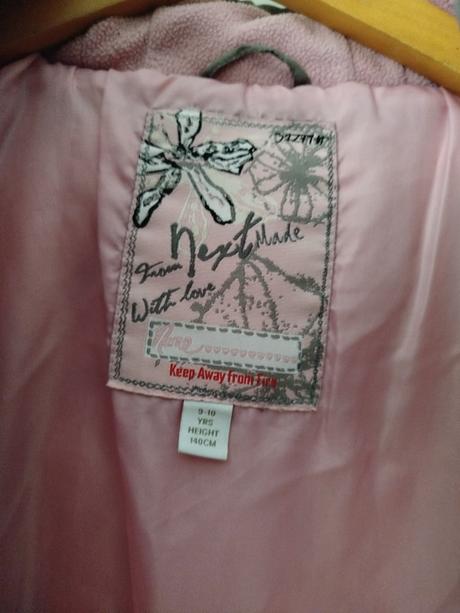 next Made
From
With love
Name
Keep Away from Fire
9-10
YRS
HEIGHT
140CM